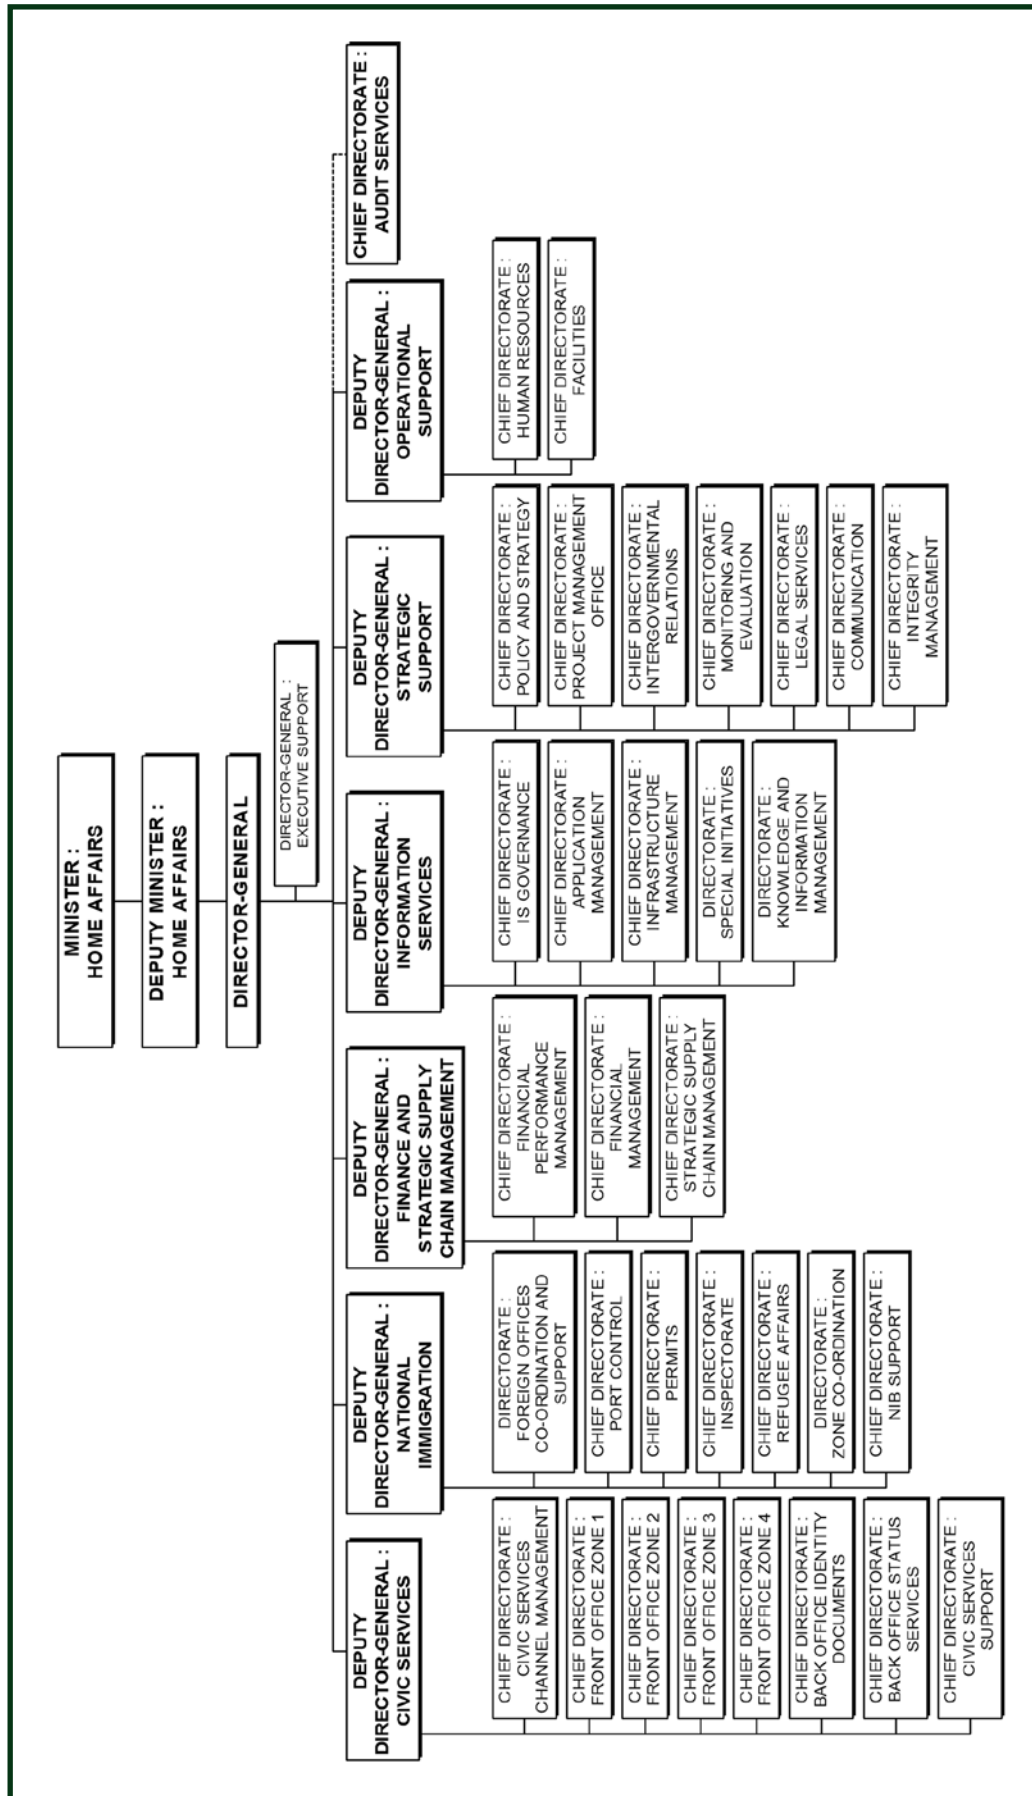 MINISTER :
HOME AFFAIRS
DEPUTY MINISTER :
HOME AFFAIRS
DIRECTOR-GENERAL
DIRECTOR-GENERAL :
EXECUTIVE SUPPORT
DEPUTY
DIRECTOR-GENERAL :
CIVIC SERVICES
CHIEF DIRECTORATE :
CIVIC SERVICES
CHANNEL MANAGEMENT
CHIEF DIRECTORATE :
FRONT OFFICE ZONE 1
CHIEF DIRECTORATE :
FRONT OFFICE ZONE 2
CHIEF DIRECTORATE :
FRONT OFFICE ZONE 3
CHIEF DIRECTORATE :
FRONT OFFICE ZONE 4
CHIEF DIRECTORATE :
BACK OFFICE IDENTITY
DOCUMENTS
CHIEF DIRECTORATE :
BACK OFFICE STATUS
SERVICES
CHIEF DIRECTORATE :
CIVIC SERVICES
SUPPORT
DEPUTY
DIRECTOR-GENERAL :
NATIONAL
IMMIGRATION
DIRECTORATE :
FOREIGN OFFICES
CO-ORDINATION AND
SUPPORT
CHIEF DIRECTORATE :
PORT CONTROL
CHIEF DIRECTORATE :
PERMITS
CHIEF DIRECTORATE :
INSPECTORATE
CHIEF DIRECTORATE :
REFUGEE AFFAIRS
DIRECTORATE :
ZONE CO-ORDINATION
CHIEF DIRECTORATE :
NIB SUPPORT
DEPUTY
DIRECTOR-GENERAL :
FINANCE AND
STRATEGIC SUPPLY
CHAIN MANAGEMENT
CHIEF DIRECTORATE :
FINANCIAL
PERFORMANCE
MANAGEMENT
CHIEF DIRECTORATE :
FINANCIAL
MANAGEMENT
CHIEF DIRECTORATE :
STRATEGIC SUPPLY
CHAIN MANAGEMENT
DEPUTY
DIRECTOR-GENERAL :
INFORMATION
SERVICES
CHIEF DIRECTORATE :
IS GOVERNANCE
CHIEF DIRECTORATE :
APPLICATION
MANAGEMENT
CHIEF DIRECTORATE :
INFRASTRUCTURE
MANAGEMENT
DIRECTORATE :
SPECIAL INITIATIVES
DIRECTORATE :
KNOWLEDGE AND
INFORMATION
MANAGEMENT
DEPUTY
DIRECTOR-GENERAL :
STRATEGIC
SUPPORT
CHIEF DIRECTORATE :
POLICY AND STRATEGY
CHIEF DIRECTORATE :
PROJECT MANAGEMENT
OFFICE
CHIEF DIRECTORATE :
INTERGOVERNMENTAL
RELATIONS
CHIEF DIRECTORATE :
MONITORING AND
EVALUATION
CHIEF DIRECTORATE :
LEGAL SERVICES
CHIEF DIRECTORATE :
COMMUNICATION
CHIEF DIRECTORATE :
INTEGRITY
MANAGEMENT
DEPUTY
DIRECTOR-GENERAL :
OPERATIONAL
SUPPORT
CHIEF DIRECTORATE :
HUMAN RESOURCES
CHIEF DIRECTORATE :
FACILITIES
CHIEF DIRECTORATE :
AUDIT SERVICES